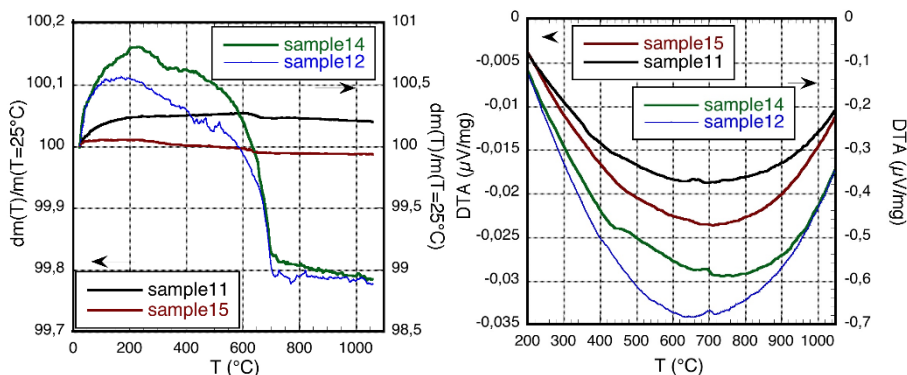 100,2
100,1
100
99,9
99,8
99,7
dm(T)/m(T=25°C)
sample14
sample12
sample11
sample15
101
100,5
100
99,5
99
98,5
dm(T)/m(T=25°C)
0 200 400 600 800 1000
T (°C)
0
-0,005
-0,01
-0,015
-0,02
-0,025
-0,03
-0,035
DTA (µV/mg)
sample15
sample11
sample14
sample12
0
-0,1
-0,2
-0,3
-0,4
-0,5
-0,6
-0,7
DTA (µV/mg)
200 300 400 500 600 700 800 900 1000
T (°C)